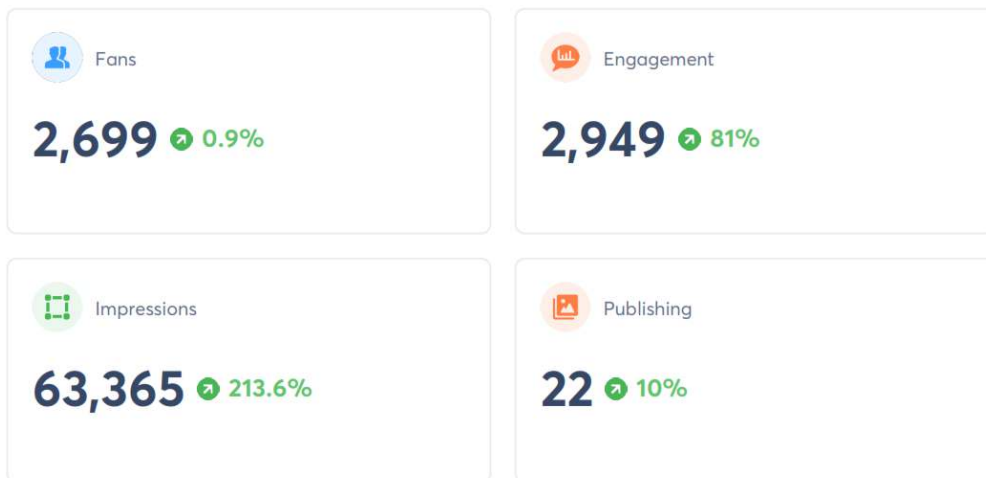 Fans
2,699 0.9%
Engagement
2,949 81%
Impressions
63,365 213.6%
Publishing
22 10%